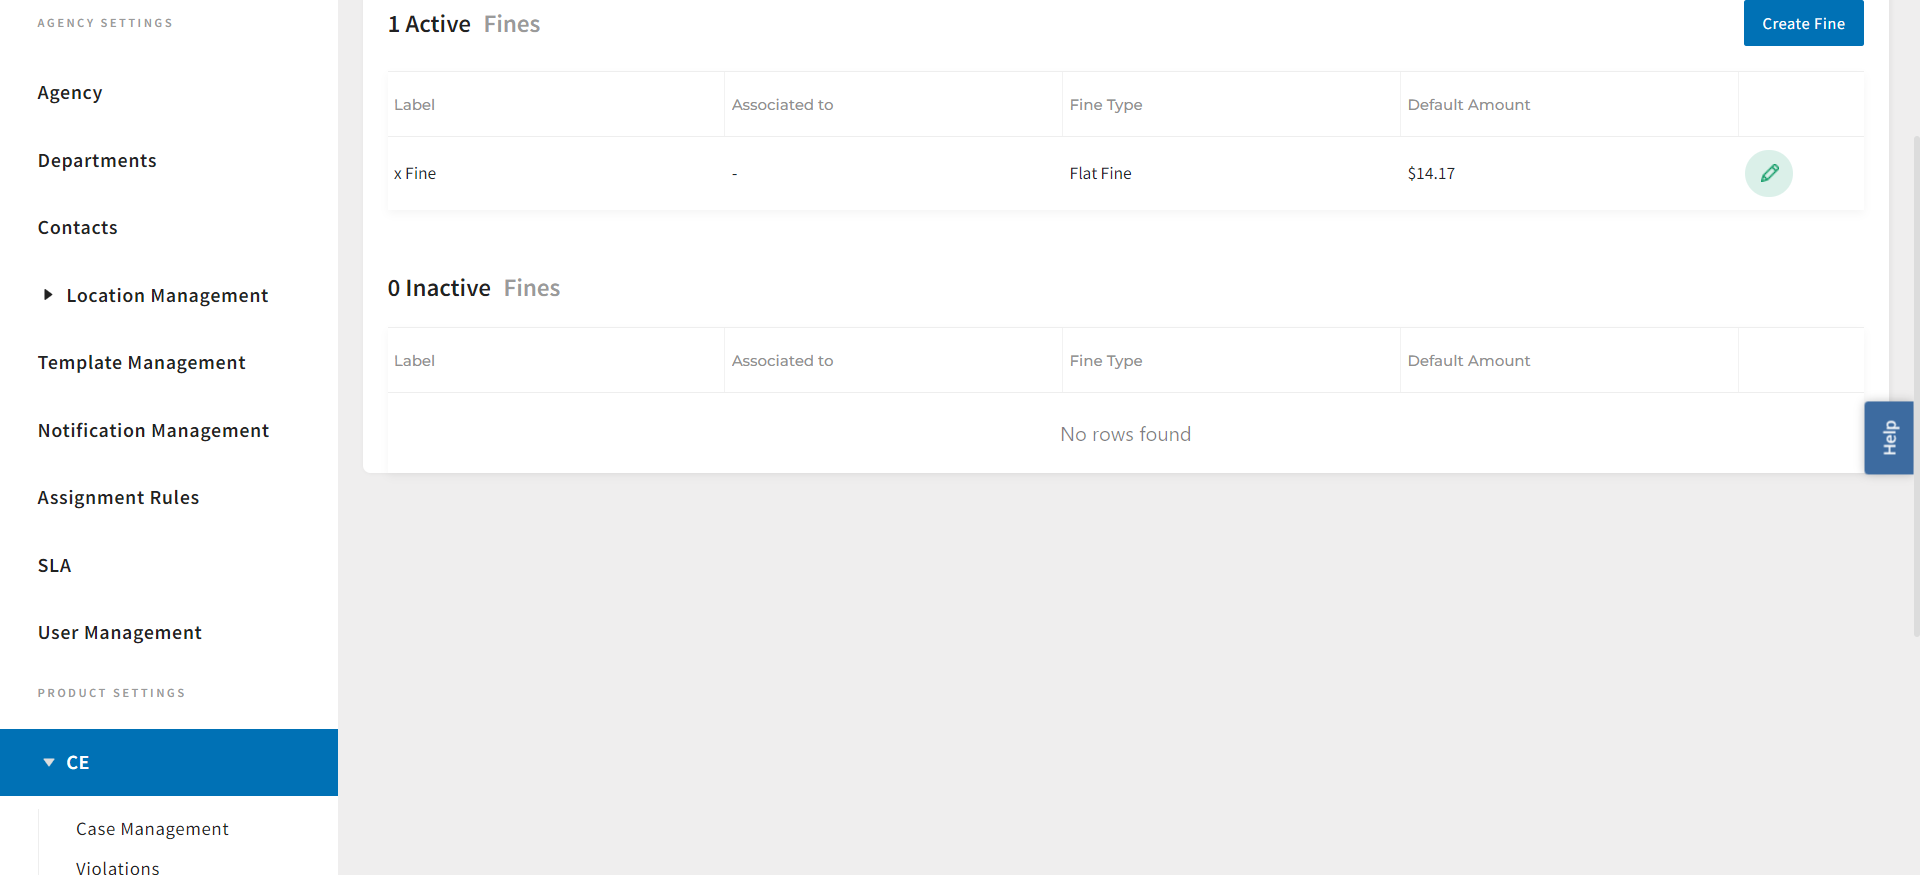 AGENCY SETTINGS
Agency
Departments
Contacts
Location Management
Template Management
Notification Management
Assignment Rules
SLA
User Management
PRODUCT SETTINGS
CE
Case Management
Violations
1 Active Fines
Create Fine
Label Associated to Fine Type Default Amount
x Fine - Flat Fine $14.17
0 Inactive Fines
Label Associated to Fine Type Default Amount
No rows found
Help